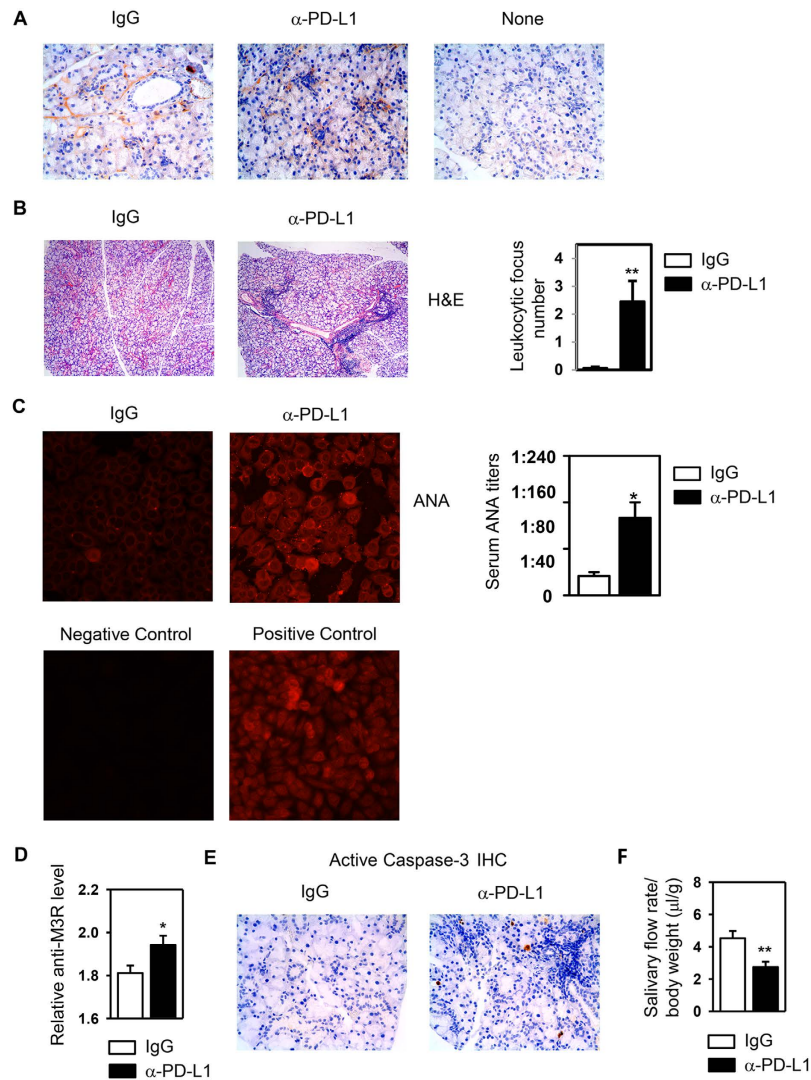 A
IgG
α-PD-L1
None
B
IgG
α-PD-L1
H&E
Leukocytic focus
number
4
3
2
1
0
**
IgG
α-PD-L1
C
IgG
α-PD-L1
ANA
Serum ANA titers
1:240
1:160
1:80
1:40
0
*
IgG
α-PD-L1
Negative Control
Positive Control
D
Relative anti-M3R level
2.2
2.0
1.8
1.6
*
IgG
α-PD-L1
E
Active Caspase-3 IHC
IgG
α-PD-L1
F
Salivary flow rate/
body weight (μl/g)
8
6
4
2
0
**
IgG
α-PD-L1